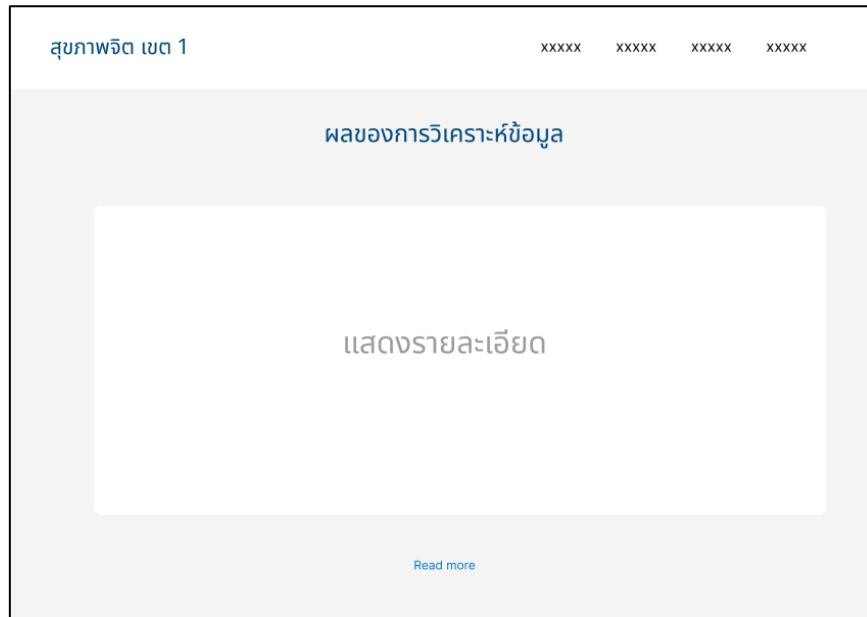 สุขภาพจิต เขต 1 xxxxx xxxxx xxxxx xxxxx
ผลของการวิเคราะห์ข้อมูล
แสดงรายละเอียด
Read more